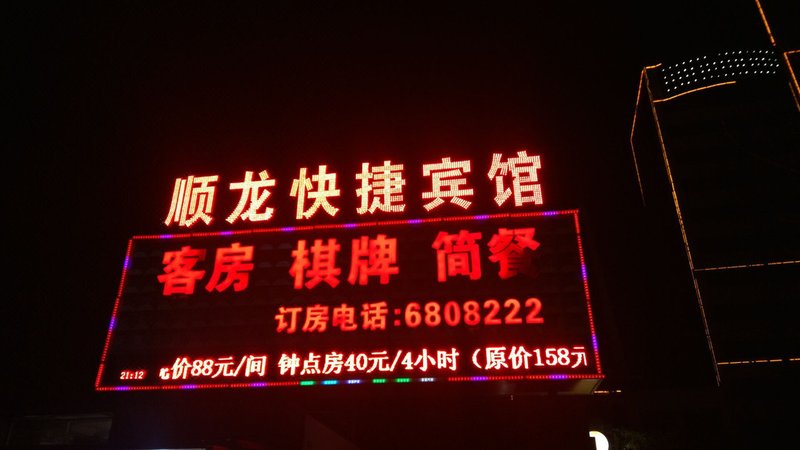 顺龙快捷宾馆
客房 棋牌 简餐
订房电话:6808222
21:12
价88元/间 钟点房40元/4小时（原价158元